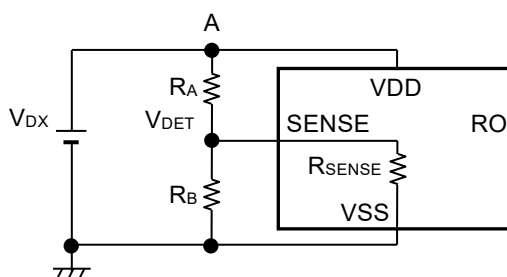 A
RA
VDD
VDX
VDET
SENSE
RO
RSENSE
RB
VSS